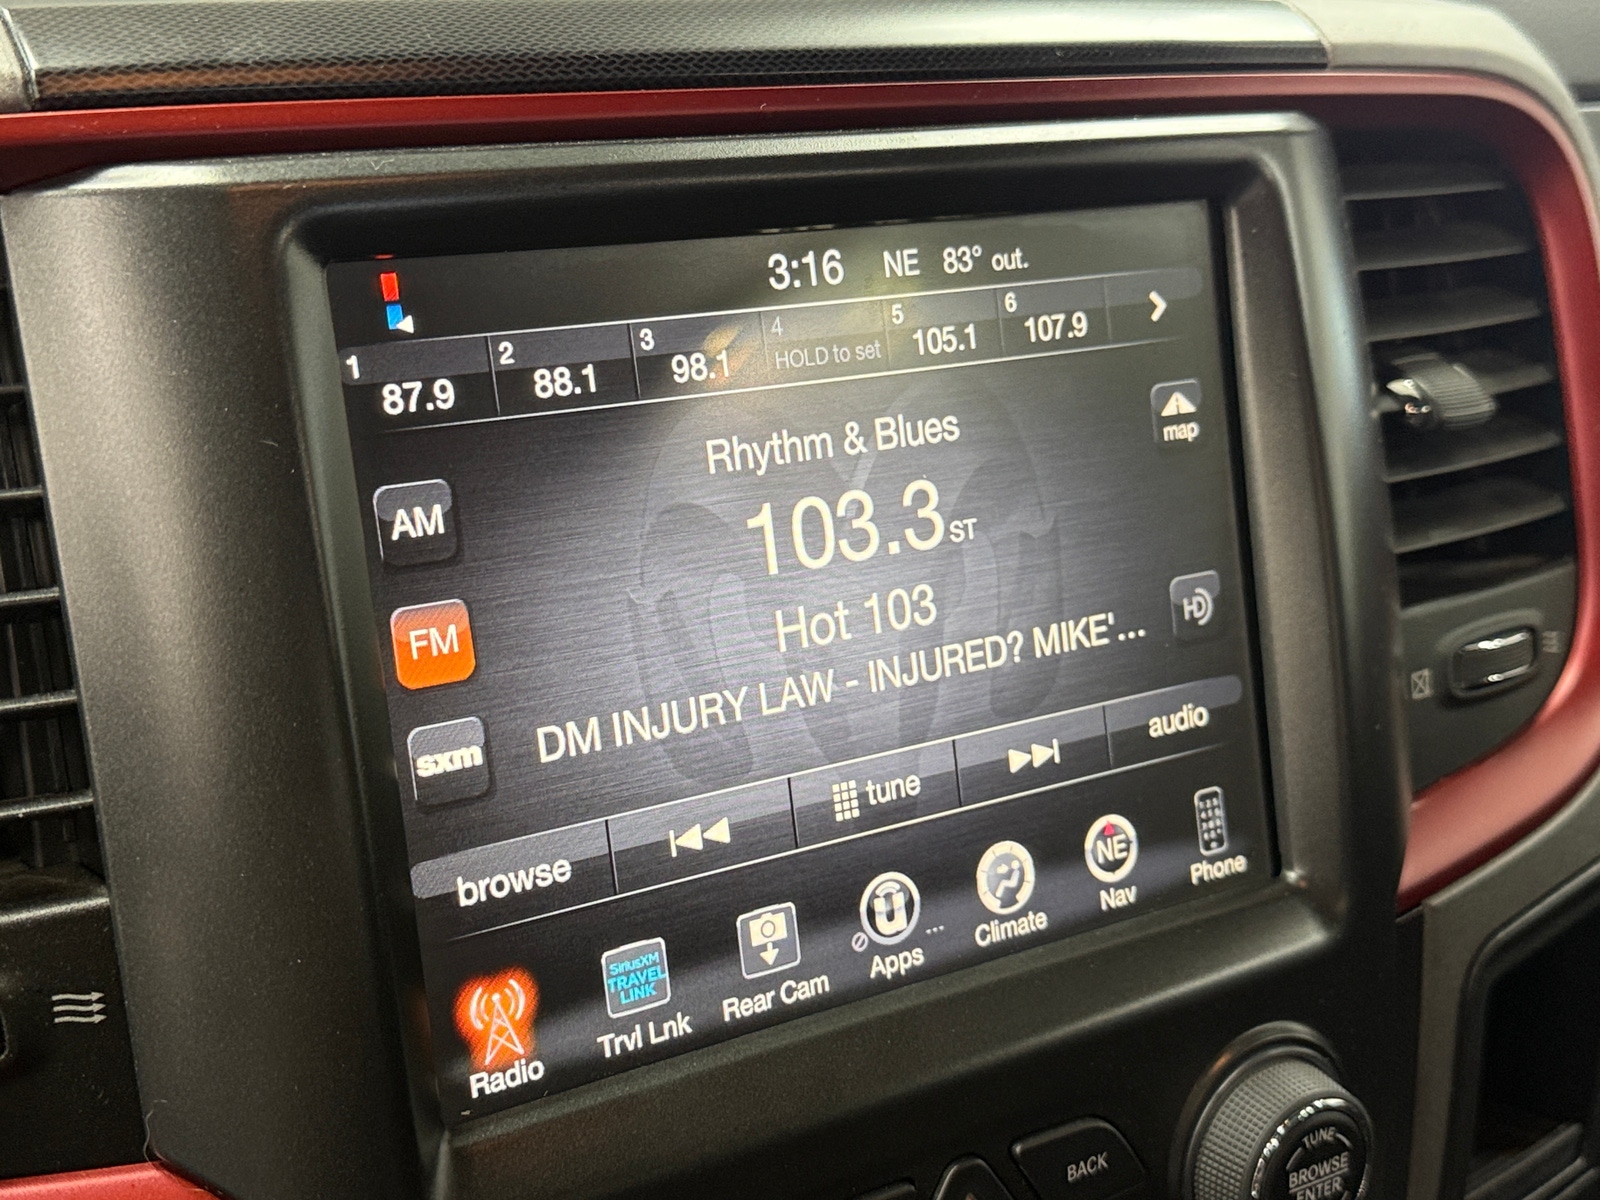 3:16 NE 83° out.
1 2 3 4 5 6
87.9 88.1 98.1 HOLD to set 105.1 107.9
Rhythm & Blues
map
103.3 ST
AM
Hot 103
HD
FM
DM INJURY LAW - INJURED? MIKE'...
sxm
browse tune audio
SiriusXM
TRAVEL
LINK
NE
Radio Trvl Lnk Rear Cam Apps ... Climate Nav Phone
BACK
TUNE
BROWSE
ENTER